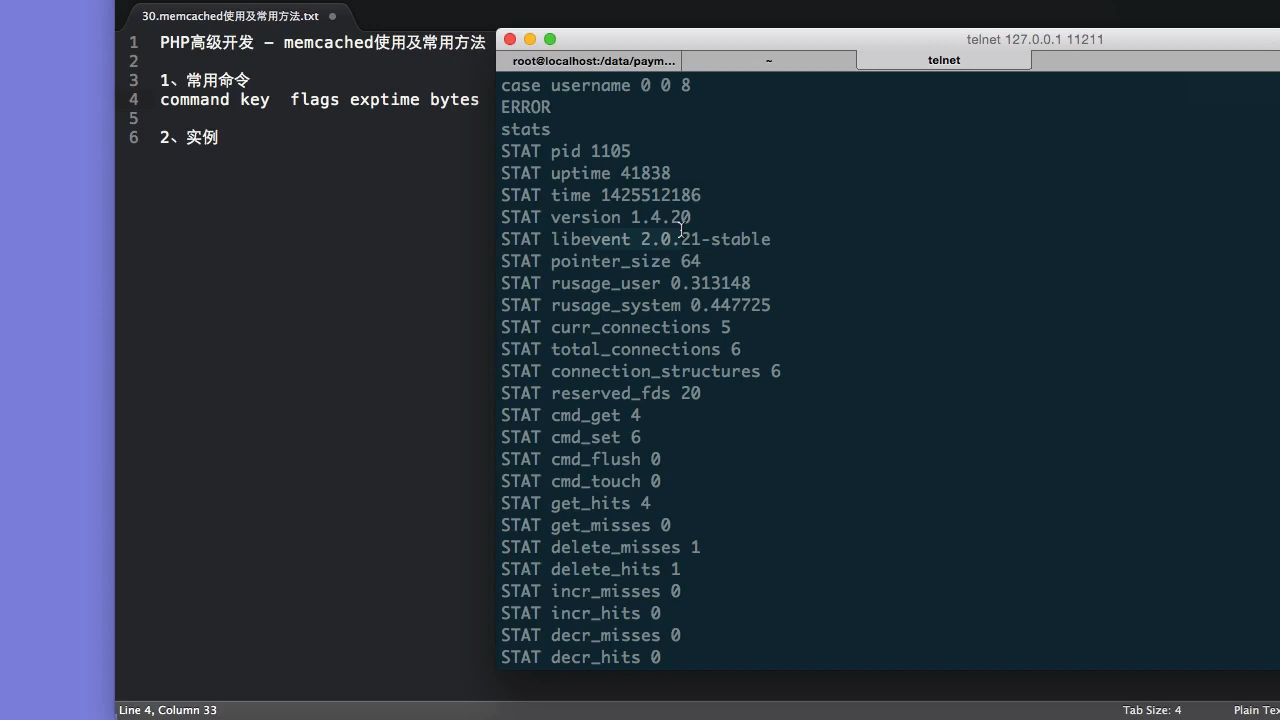 30.memcached使用及常用方法.txt
1 PHP高级开发 – memcached使用及常用方法
2
3 1、常用命令
4 command key  flags exptime bytes
5
6 2、实例
telnet 127.0.0.1 11211
root@localhost:/data/paym... ~ telnet
case username 0 0 8
ERROR
stats
STAT pid 1105
STAT uptime 41838
STAT time 1425512186
STAT version 1.4.20
STAT libevent 2.0.21-stable
STAT pointer_size 64
STAT rusage_user 0.313148
STAT rusage_system 0.447725
STAT curr_connections 5
STAT total_connections 6
STAT connection_structures 6
STAT reserved_fds 20
STAT cmd_get 4
STAT cmd_set 6
STAT cmd_flush 0
STAT cmd_touch 0
STAT get_hits 4
STAT get_misses 0
STAT delete_misses 1
STAT delete_hits 1
STAT incr_misses 0
STAT incr_hits 0
STAT decr_misses 0
STAT decr_hits 0
Line 4, Column 33
Tab Size: 4
Plain Tex